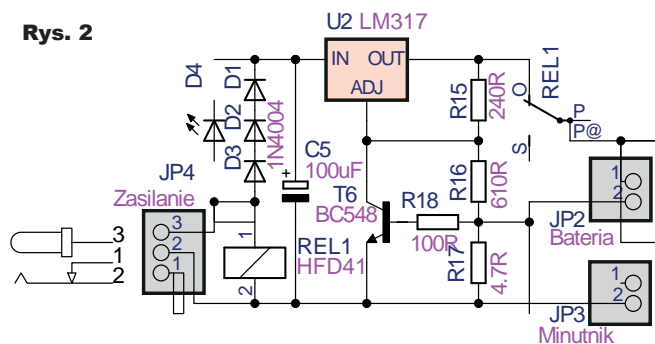 Rys. 2
U2 LM317
IN OUT
ADJ
D4
D1
D2
D3
1N4004
C5
+
100uF
R15
240R
REL1
O
P
P@
S
T6
BC548
R18
100R
R16
610R
R17
4.7R
JP4
Zasilanie
3
2
1
3
1
2
1
2
REL1
HFD41
1
2
JP2
Bateria
1
2
JP3
Minutnik